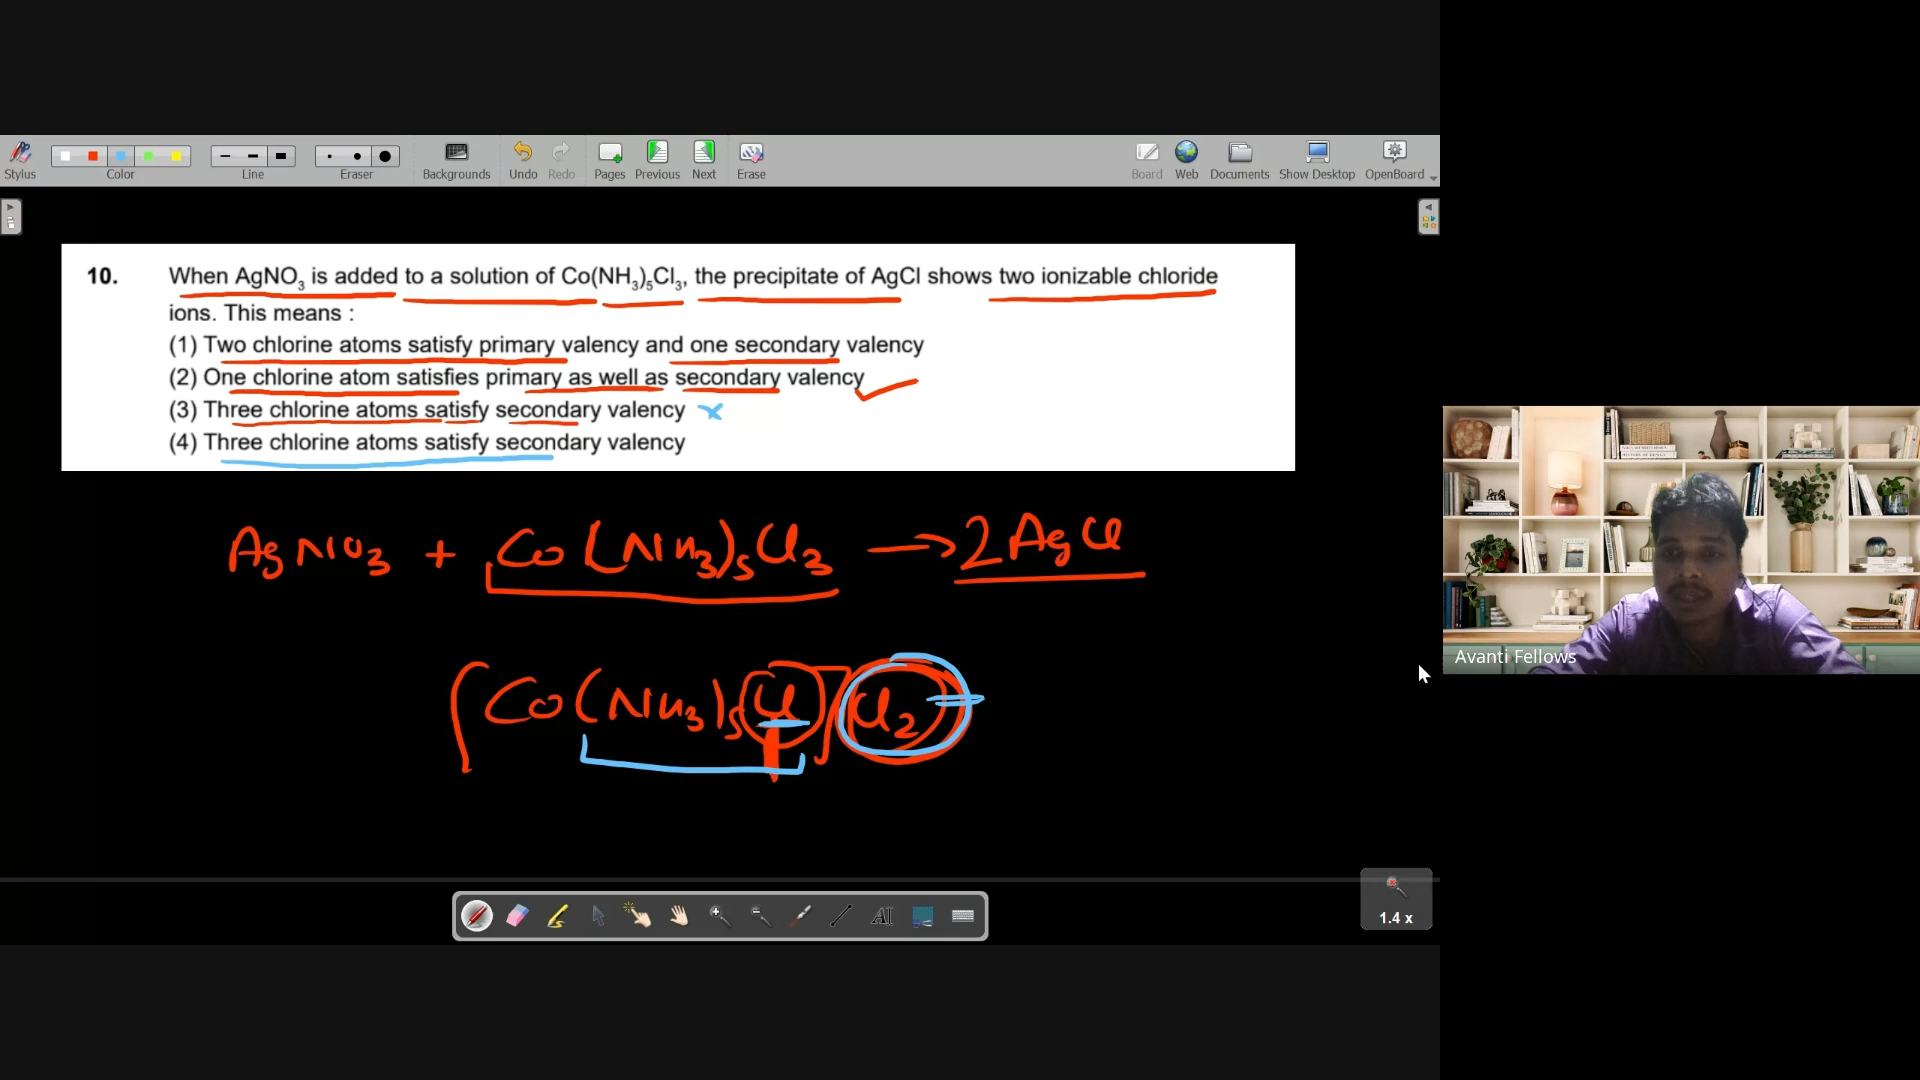 Stylus Color Line Eraser Backgrounds Undo Redo Pages Previous Next Erase Board Web Documents Show Desktop OpenBoard
10. When AgNO₃ is added to a solution of Co(NH₃)₅Cl₃, the precipitate of AgCl shows two ionizable chloride
ions. This means :
(1) Two chlorine atoms satisfy primary valency and one secondary valency
(2) One chlorine atom satisfies primary as well as secondary valency
(3) Three chlorine atoms satisfy secondary valency
(4) Three chlorine atoms satisfy secondary valency
AgNO₃ + Co(NH₃)₅Cl₃ → 2AgCl
[Co(NH₃)₅Cl]Cl₂
Avanti Fellows
AI
1.4 x